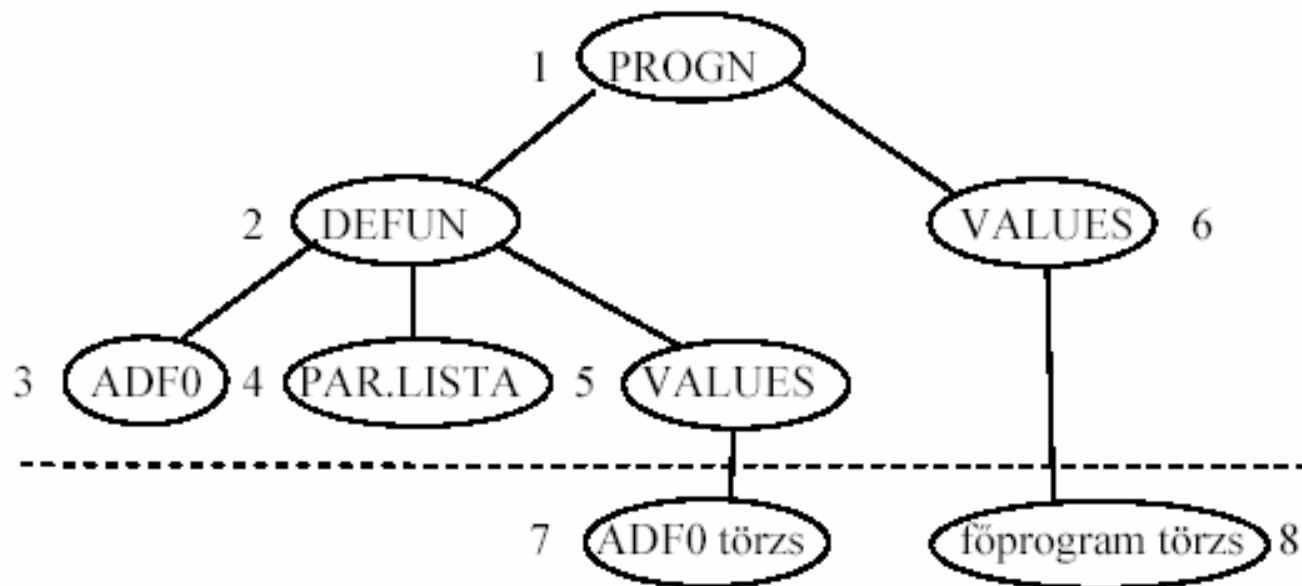 1 PROGN
2 DEFUN VALUES 6
3 ADF0 4 PAR.LISTA 5 VALUES
7 ADF0 törzs főprogram törzs 8